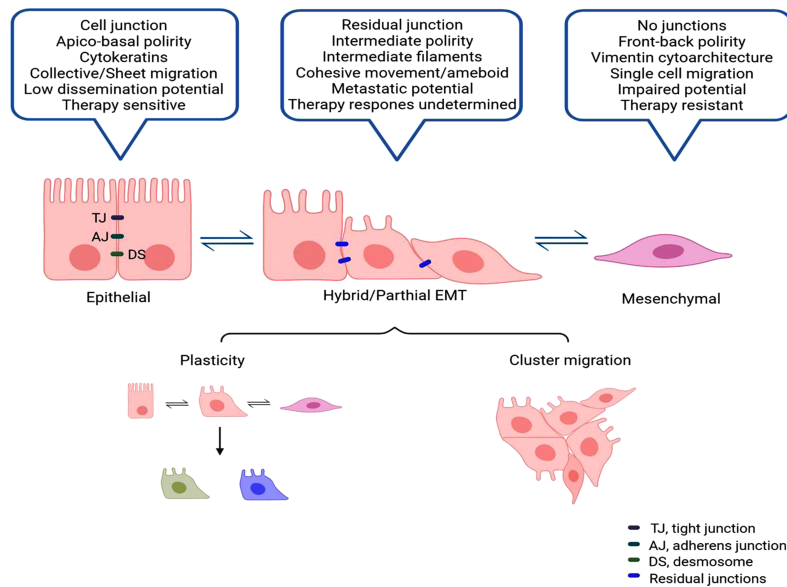 Cell junction
Apico-basal polirity
Cytokeratins
Collective/Sheet migration
Low dissemination potential
Therapy sensitive
Residual junction
Intermediate polirity
Intermediate filaments
Cohesive movement/ameboid
Metastatic potential
Therapy respones undetermined
No junctions
Front-back polirity
Vimentin cytoarchitecture
Single cell migration
Impaired potential
Therapy resistant
TJ
AJ
DS
Epithelial
Hybrid/Parthial EMT
Mesenchymal
Plasticity
Cluster migration
TJ, tight junction
AJ, adherens junction
DS, desmosome
Residual junctions